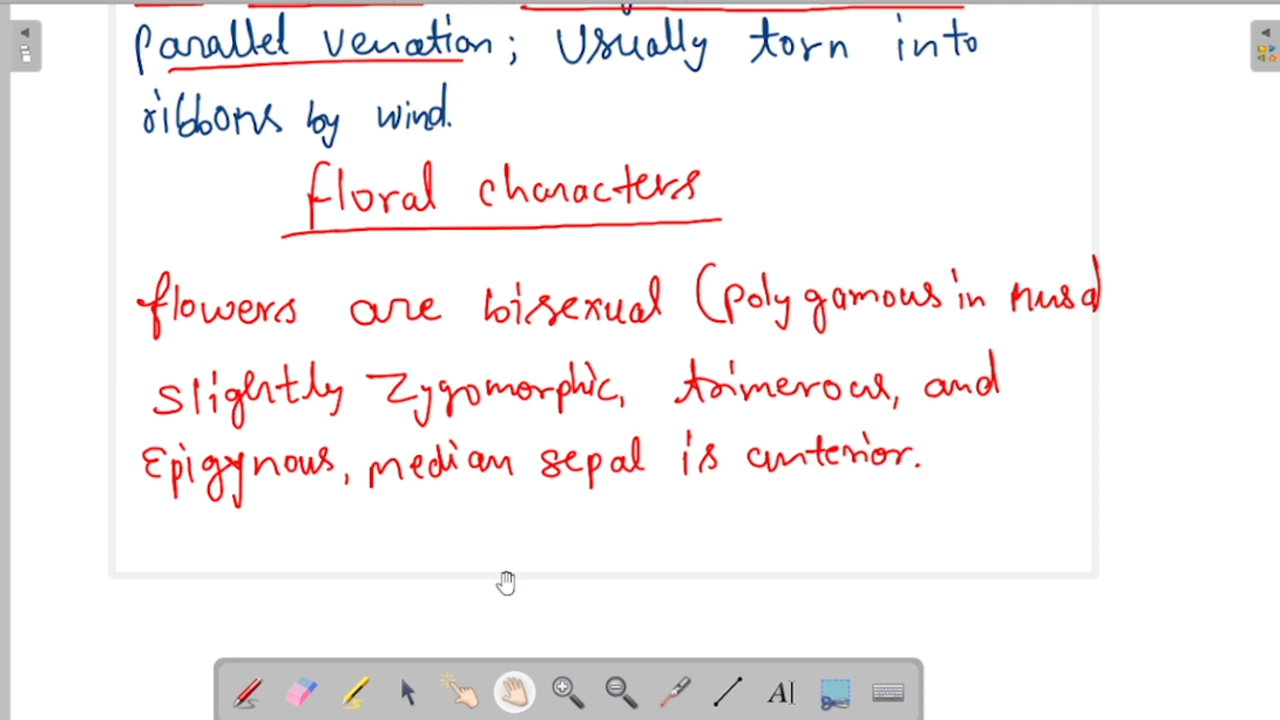 Parallel venation; Usually torn into
ribbons by wind.
floral characters
flowers are bisexual (polygamous in musa)
slightly zygomorphic, trimerous, and
Epigynous, median sepal is anterior.
AI